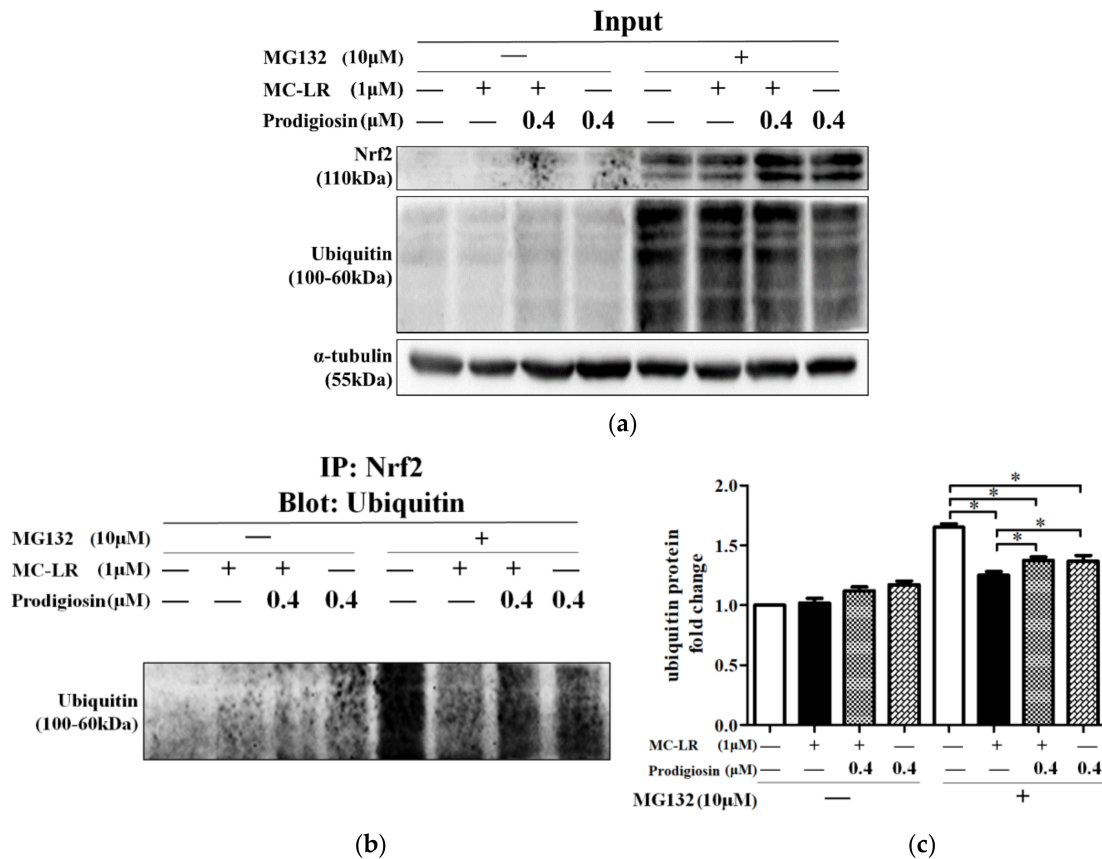 Input
MG132 (10μM) — +
MC-LR (1μM) — + + — — + + —
Prodigiosin (μM) — — 0.4 0.4 — — 0.4 0.4
Nrf2
(110kDa)
Ubiquitin
(100-60kDa)
α-tubulin
(55kDa)
(a)
IP: Nrf2
Blot: Ubiquitin
MG132 (10μM) — +
MC-LR (1μM) — + + — — + + —
Prodigiosin (μM) — — 0.4 0.4 — — 0.4 0.4
Ubiquitin
(100-60kDa)
(b)
ubiquitin protein
fold change
2.0
1.5
1.0
0.5
0.0
* * * * *
MC-LR (1μM) — + + — — + + —
Prodigiosin (μM) — — 0.4 0.4 — — 0.4 0.4
MG132 (10μM) — +
(c)